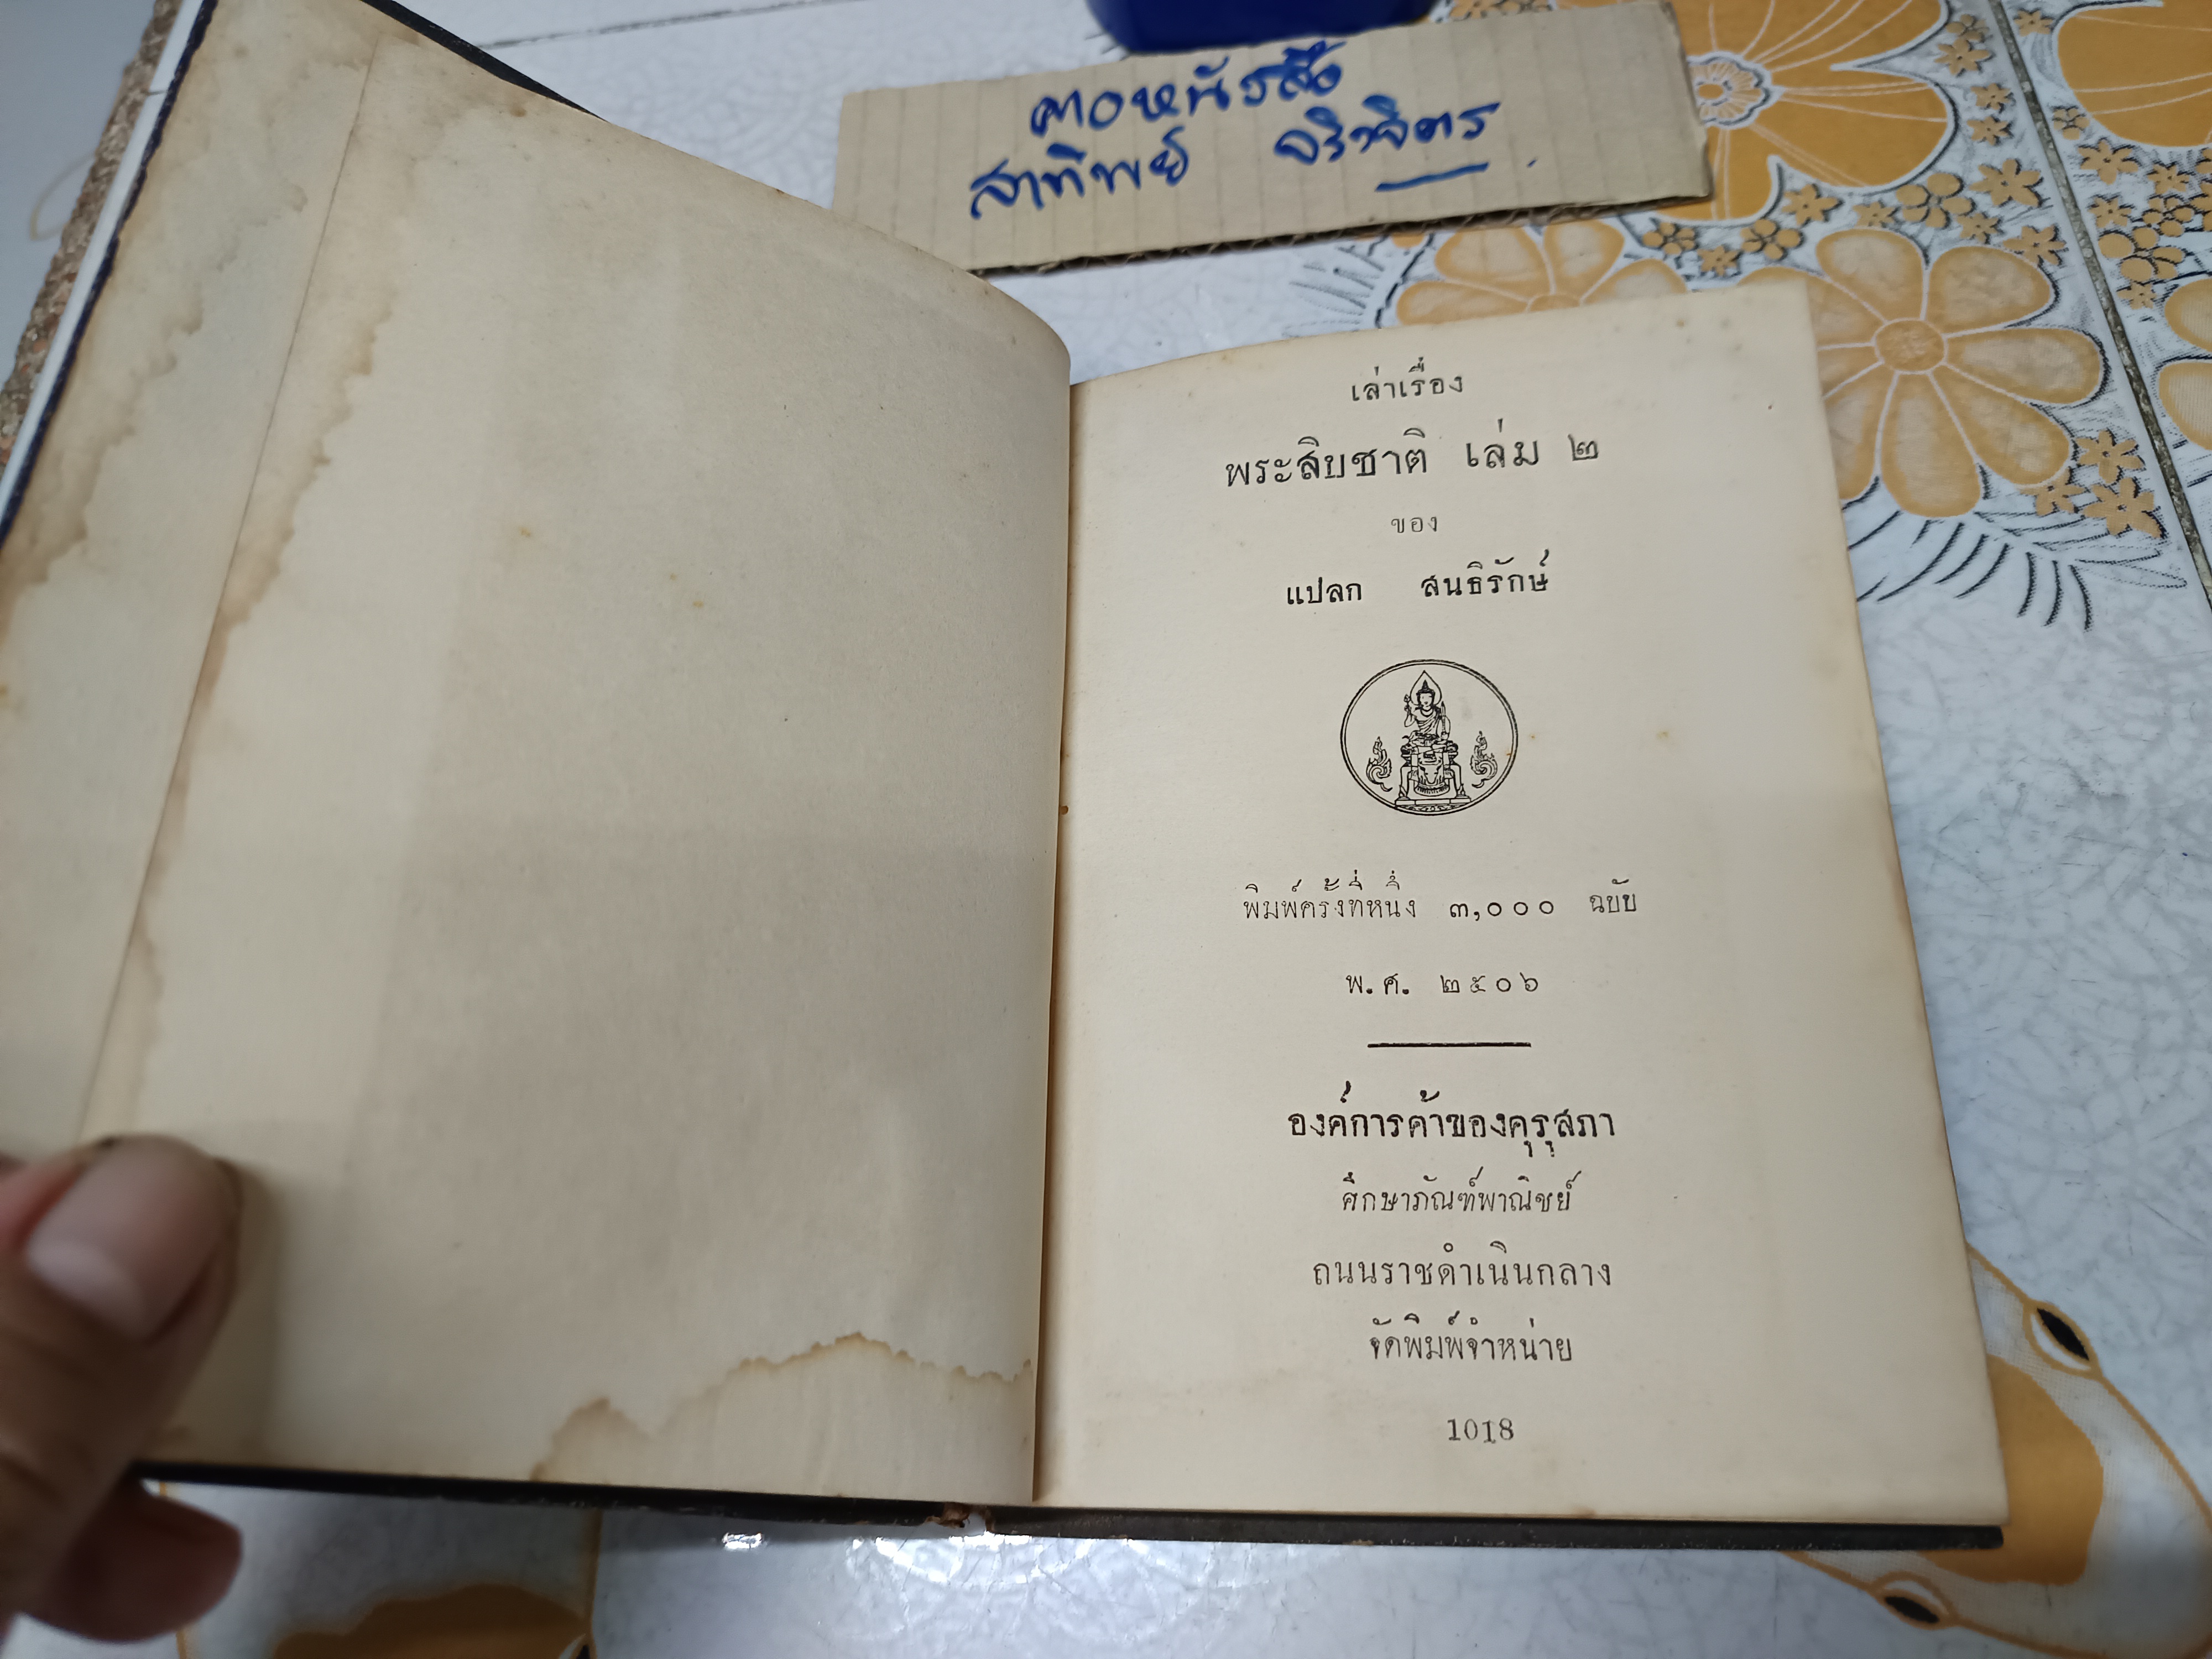 คอหนังสือ
สาทิพย์ จริงจิตร
เล่าเรื่อง
พระสิบชาติ เล่ม ๒
ของ
แปลก สนธิรักษ์
พิมพ์ครั้งที่หนึ่ง ๓,๐๐๐ ฉบับ
พ.ศ. ๒๕๐๖
องค์การค้าของคุรุสภา
ศึกษาภัณฑ์พาณิชย์
ถนนราชดำเนินกลาง
จัดพิมพ์จำหน่าย
1018